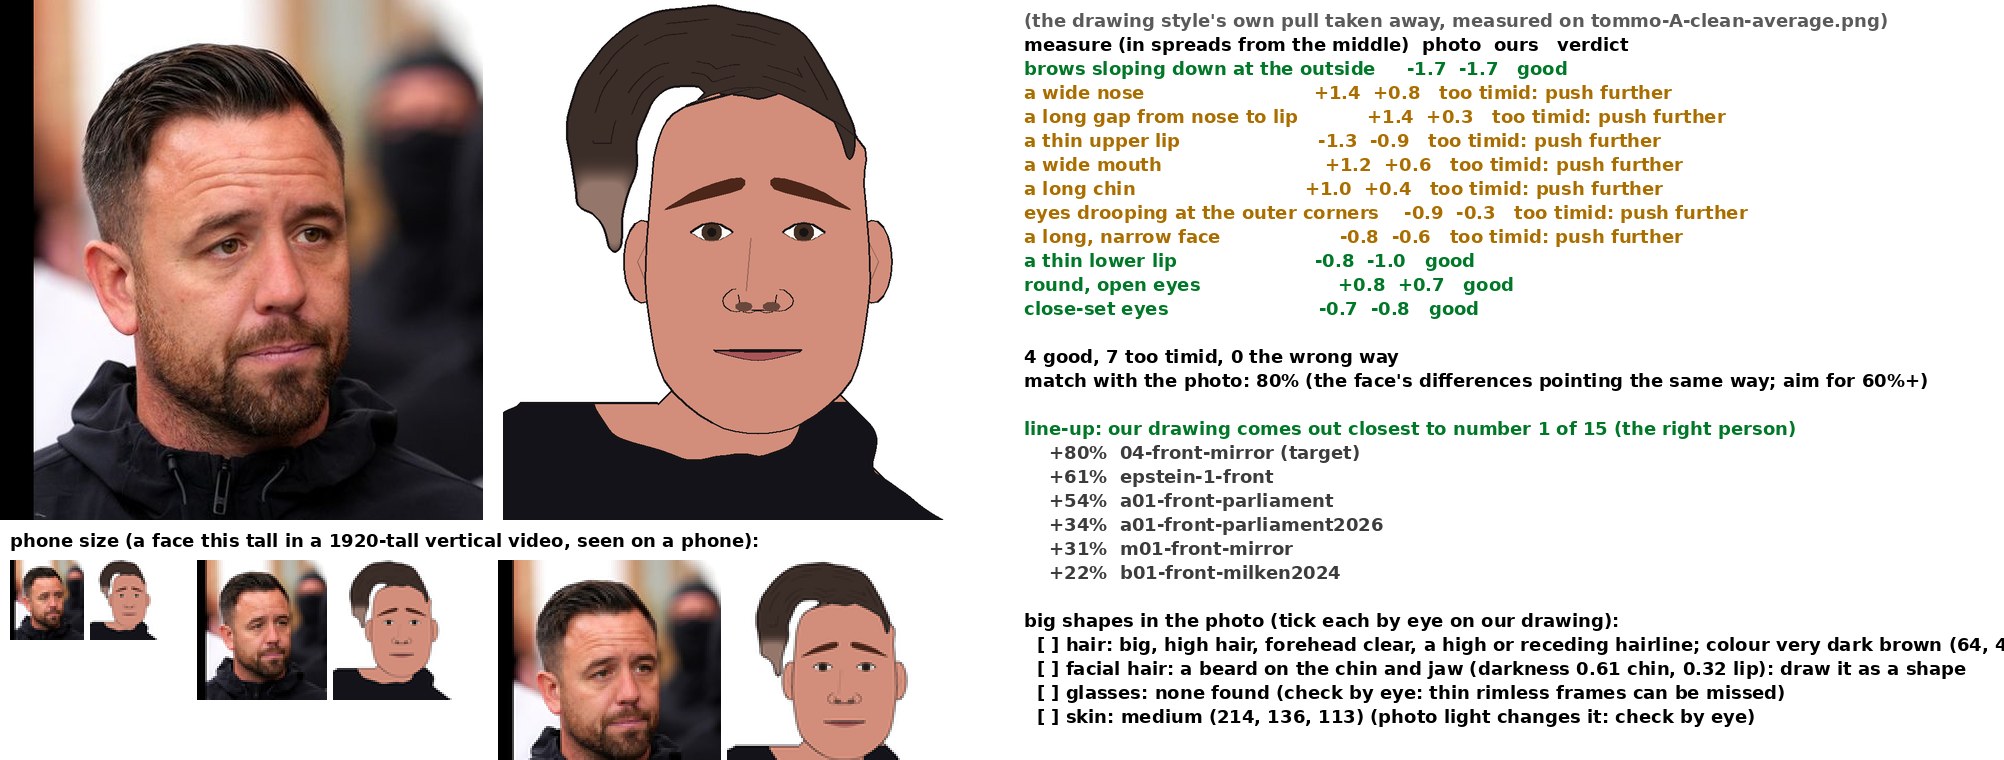 (the drawing style's own pull taken away, measured on tommo-A-clean-average.png)
measure (in spreads from the middle)  photo  ours   verdict
brows sloping down at the outside     -1.7  -1.7   good
a wide nose     +1.4  +0.8   too timid: push further
a long gap from nose to lip     +1.4  +0.3   too timid: push further
a thin upper lip     -1.3  -0.9   too timid: push further
a wide mouth     +1.2  +0.6   too timid: push further
a long chin     +1.0  +0.4   too timid: push further
eyes drooping at the outer corners     -0.9  -0.3   too timid: push further
a long, narrow face     -0.8  -0.6   too timid: push further
a thin lower lip     -0.8  -1.0   good
round, open eyes     +0.8  +0.7   good
close-set eyes     -0.7  -0.8   good
4 good, 7 too timid, 0 the wrong way
match with the photo: 80% (the face's differences pointing the same way; aim for 60%+)
line-up: our drawing comes out closest to number 1 of 15 (the right person)
+80%  04-front-mirror (target)
+61%  epstein-1-front
+54%  a01-front-parliament
+34%  a01-front-parliament2026
+31%  m01-front-mirror
+22%  b01-front-milken2024
big shapes in the photo (tick each by eye on our drawing):
[ ] hair: big, high hair, forehead clear, a high or receding hairline; colour very dark brown (64, 4
[ ] facial hair: a beard on the chin and jaw (darkness 0.61 chin, 0.32 lip): draw it as a shape
[ ] glasses: none found (check by eye: thin rimless frames can be missed)
[ ] skin: medium (214, 136, 113) (photo light changes it: check by eye)
phone size (a face this tall in a 1920-tall vertical video, seen on a phone):